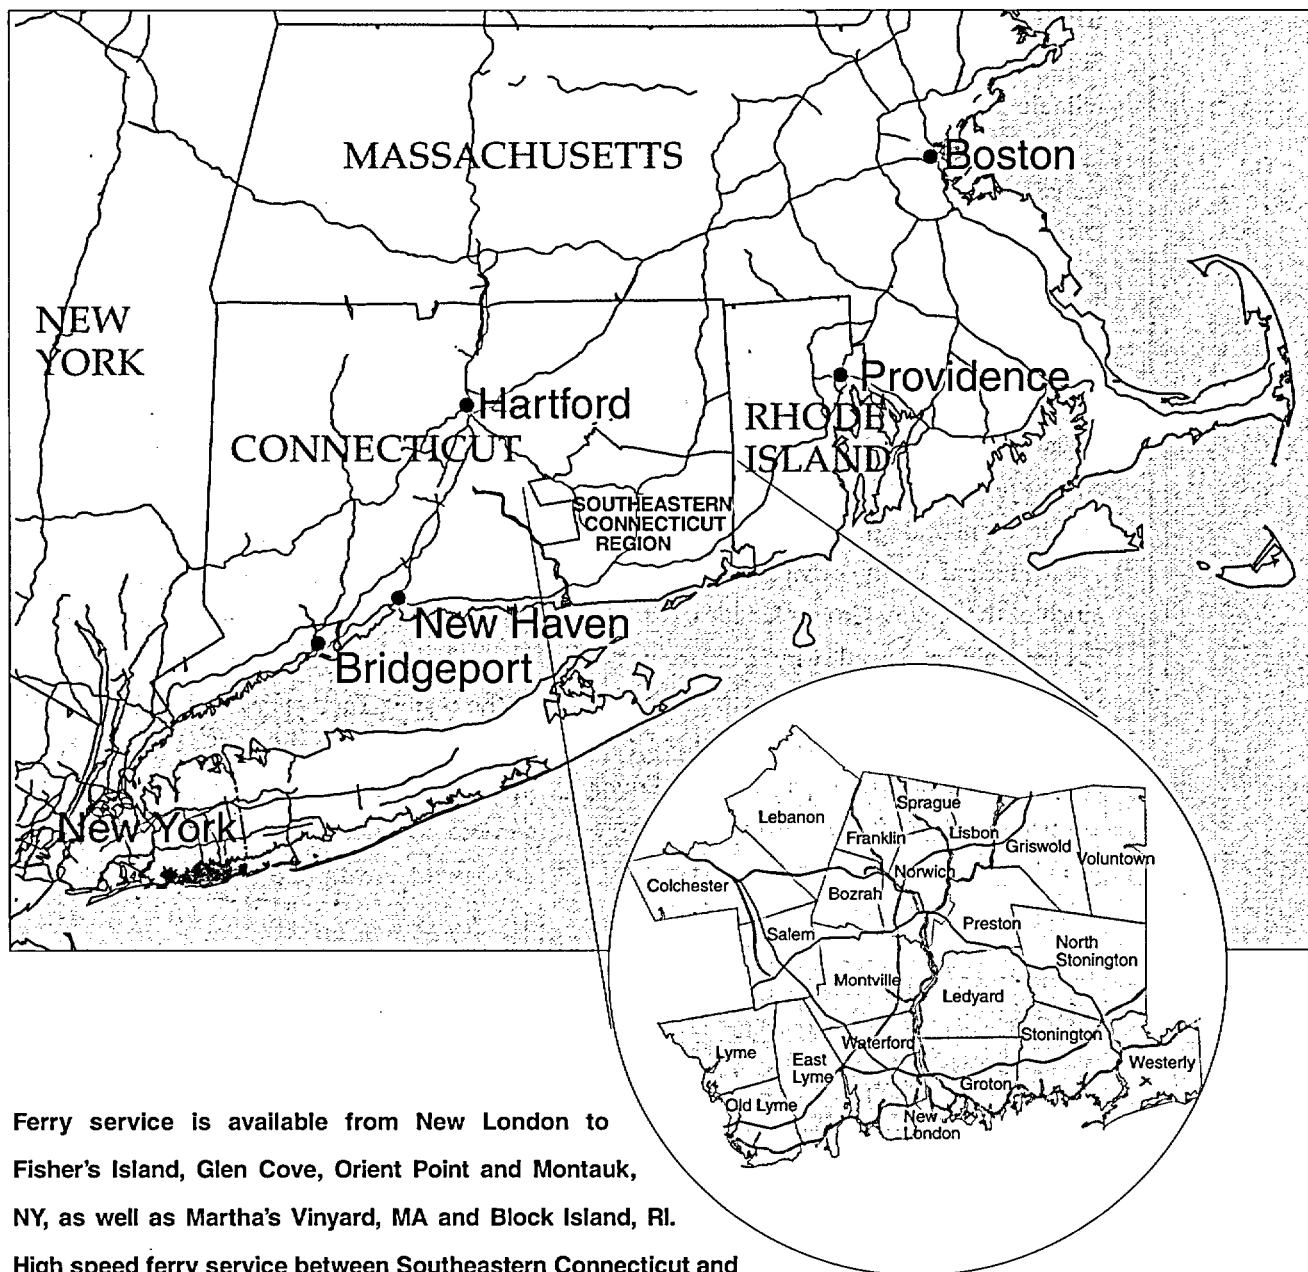 MASSACHUSETTS
Boston
NEW
YORK
Providence
Hartford
RHODE
ISLAND
CONNECTICUT
SOUTHEASTERN
CONNECTICUT
REGION
New Haven
Bridgeport
New York
Lebanon
Sprague
Franklin
Lisbon
Griswold
Voluntown
Colchester
Norwich
Bozrah
Preston
Salem
North
Stonington
Montville
Ledyard
Stonington
Waterford
Lyme
East
Lyme
Westerly
Groton
Old Lyme
New
London
Ferry service is available from New London to
Fisher's Island, Glen Cove, Orient Point and Montauk,
NY, as well as Martha's Vinyard, MA and Block Island, RI.
High speed ferry service between Southeastern Connecticut and